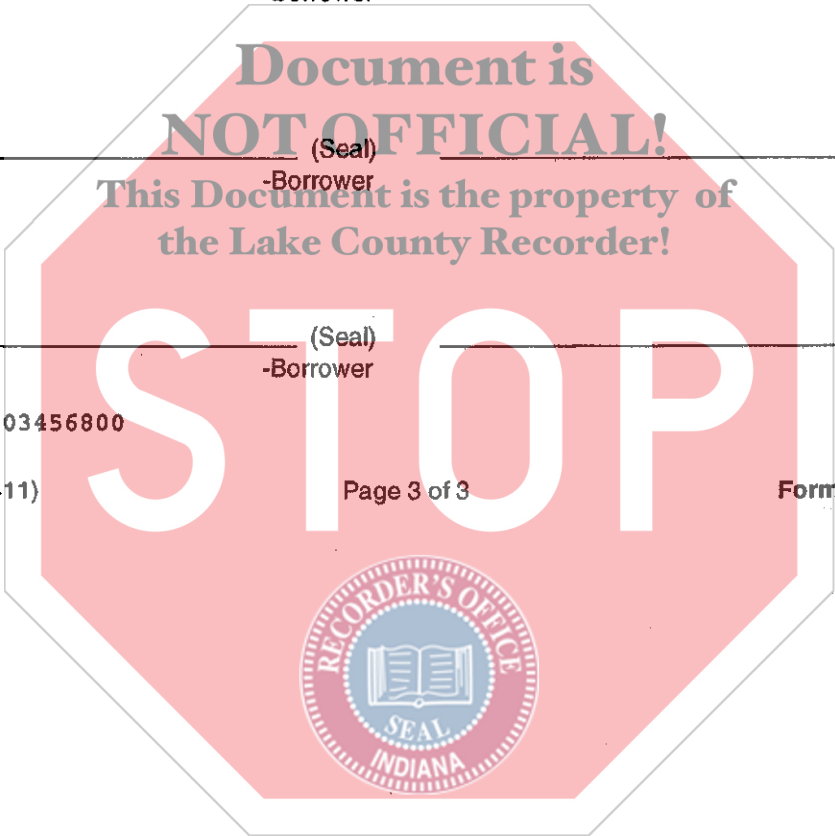 Document is
NOT OFFICIAL!
(Seal)
-Borrower
This Document is the property of
the Lake County Recorder!
(Seal)
-Borrower
STOP
03456800
11) Page 3 of 3 Form
RECORDER'S OFFICE
SEAL
INDIANA